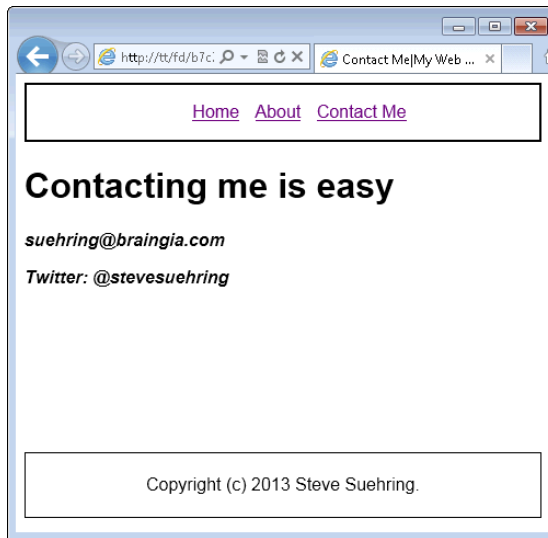 http://tt/fd/b7c
Contact Me|My Web ...
Home About Contact Me
Contacting me is easy
suehring@braingia.com
Twitter: @stevesuehring
Copyright (c) 2013 Steve Suehring.